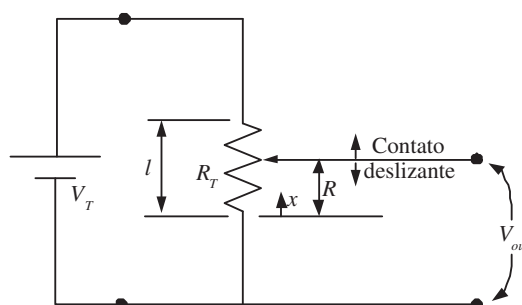 Contato
deslizante
l
R_T
R
x
V_T
V_ou